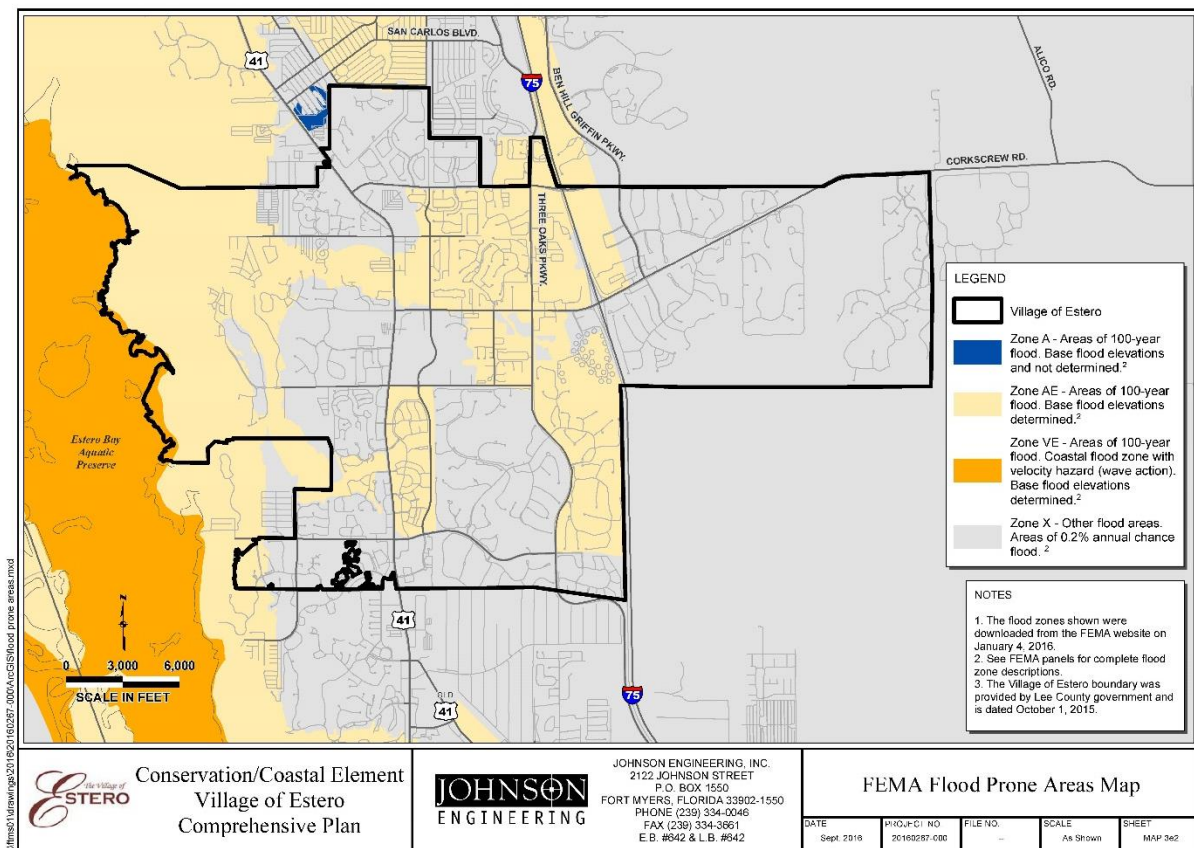 SAN CARLOS BLVD.
41
75
BEN HILL GRIFFIN PKWY.
ALICO RD.
CORKSCREW RD.
THREE OAKS PKWY.
Estero Bay
Aquatic
Preserve
N
0 3,000 6,000
SCALE IN FEET
41
OLD
41
75
LEGEND
Village of Estero
Zone A - Areas of 100-year
flood. Base flood elevations
and not determined.²
Zone AE - Areas of 100-year
flood. Base flood elevations
determined.²
Zone VE - Areas of 100-year
flood. Coastal flood zone with
velocity hazard (wave action).
Base flood elevations
determined.²
Zone X - Other flood areas.
Areas of 0.2% annual chance
flood. ²
NOTES
1. The flood zones shown were
downloaded from the FEMA website on
January 4, 2016.
2. See FEMA panels for complete flood
zone descriptions.
3. The Village of Estero boundary was
provided by Lee County government and
is dated October 1, 2015.
The Village of
ESTERO
Conservation/Coastal Element
Village of Estero
Comprehensive Plan
JOHNSON
ENGINEERING
JOHNSON ENGINEERING, INC.
2122 JOHNSON STREET
P.O. BOX 1550
FORT MYERS, FLORIDA 33902-1550
PHONE (239) 334-0046
FAX (239) 334-3661
E.B. #642 & L.B. #642
FEMA Flood Prone Areas Map
DATE PROJECT NO. FILE NO. SCALE SHEET
Sept. 2016 20160267-000 -- As Shown MAP 3e2